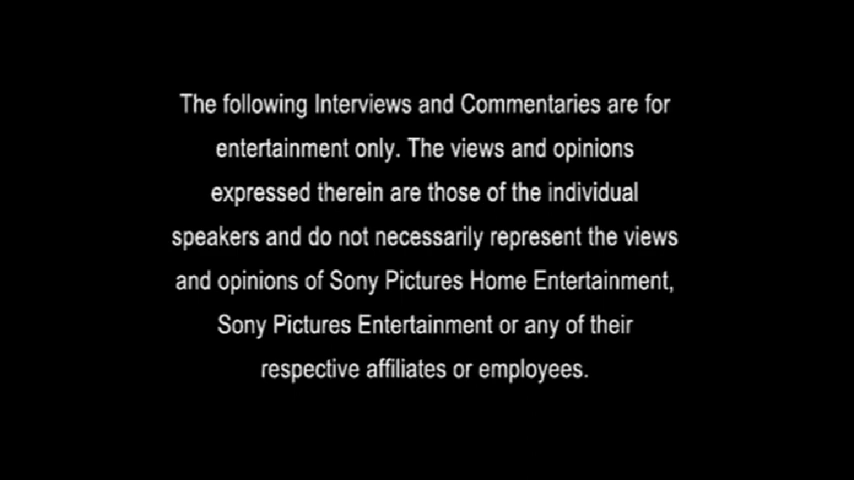 The following Interviews and Commentaries are for
entertainment only. The views and opinions
expressed therein are those of the individual
speakers and do not necessarily represent the views
and opinions of Sony Pictures Home Entertainment,
Sony Pictures Entertainment or any of their
respective affiliates or employees.